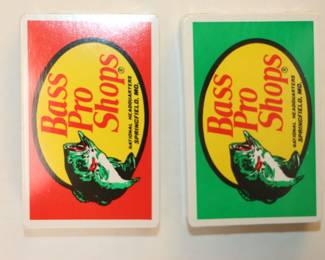 Bass
Pro
Shops®
NATIONAL HEADQUARTERS
SPRINGFIELD, MO.
Bass
Pro
Shops®
NATIONAL HEADQUARTERS
SPRINGFIELD, MO.